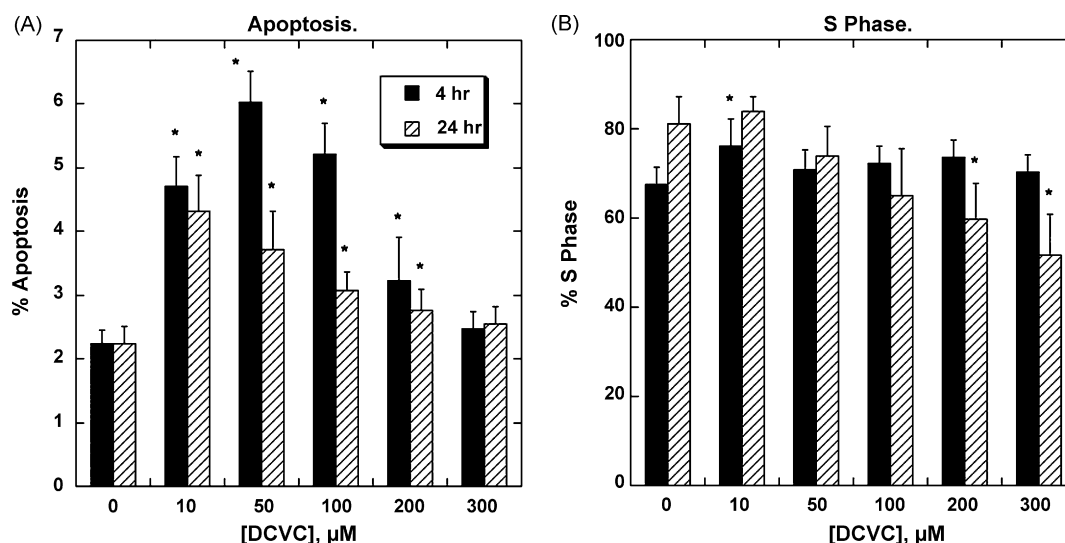 (A)
Apoptosis.
7
6
5
4
3
2
1
0
% Apoptosis
* * * * * * * *
4 hr
24 hr
0 10 50 100 200 300
[DCVC], µM
(B)
S Phase.
100
80
60
40
20
0
% S Phase
* * *
0 10 50 100 200 300
[DCVC], µM